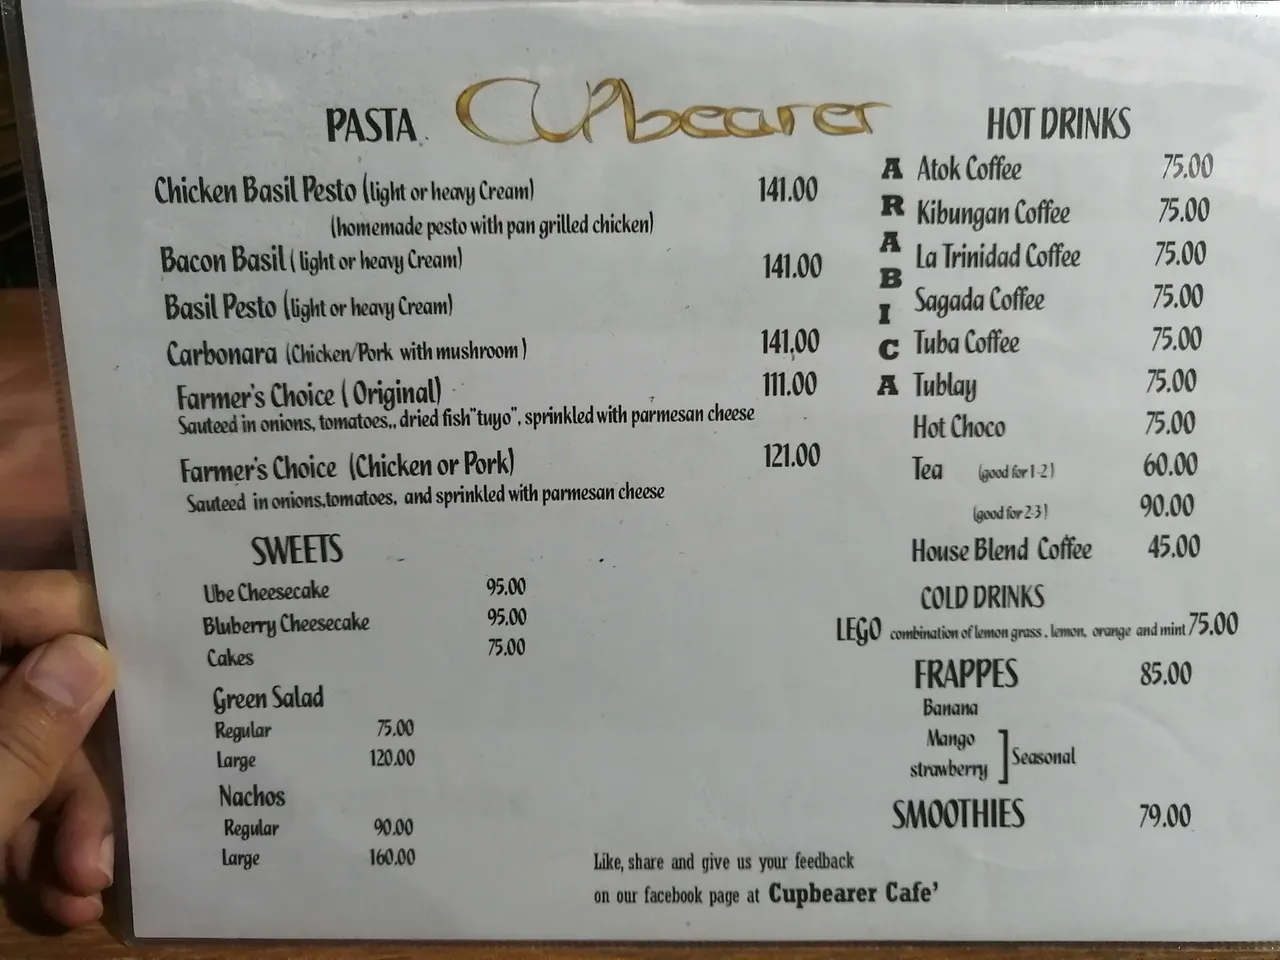 Cupbearer
PASTA
Chicken Basil Pesto (light or heavy Cream) 141.00
(homemade pesto with pan grilled chicken)
Bacon Basil ( light or heavy Cream) 141.00
Basil Pesto (light or heavy Cream)
Carbonara (Chicken/Pork with mushroom ) 141.00
Farmer's Choice ( Original) 111.00
Sauteed in onions, tomatoes,, dried fish"tuyo", sprinkled with parmesan cheese
Farmer's Choice (Chicken or Pork) 121.00
Sauteed in onions,tomatoes, and sprinkled with parmesan cheese
SWEETS
Ube Cheesecake 95.00
Bluberry Cheesecake 95.00
Cakes 75.00
Green Salad
Regular 75.00
Large 120.00
Nachos
Regular 90.00
Large 160.00
HOT DRINKS
ARABICA
Atok Coffee 75.00
Kibungan Coffee 75.00
La Trinidad Coffee 75.00
Sagada Coffee 75.00
Tuba Coffee 75.00
Tublay 75.00
Hot Choco 75.00
Tea (good for 1-2) 60.00
(good for 2-3) 90.00
House Blend Coffee 45.00
COLD DRINKS
LEGO combination of lemon grass , lemon, orange and mint 75.00
FRAPPES 85.00
Banana
Mango
strawberry
Seasonal
SMOOTHIES 79.00
Like, share and give us your feedback
on our facebook page at Cupbearer Cafe'